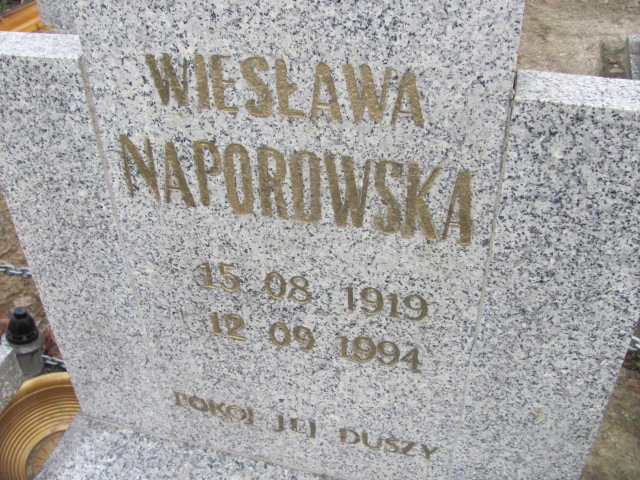 WIESŁAWA
NAPOROWSKA
* 15 08 1919
12 09 1994
POKÓJ JEJ DUSZY